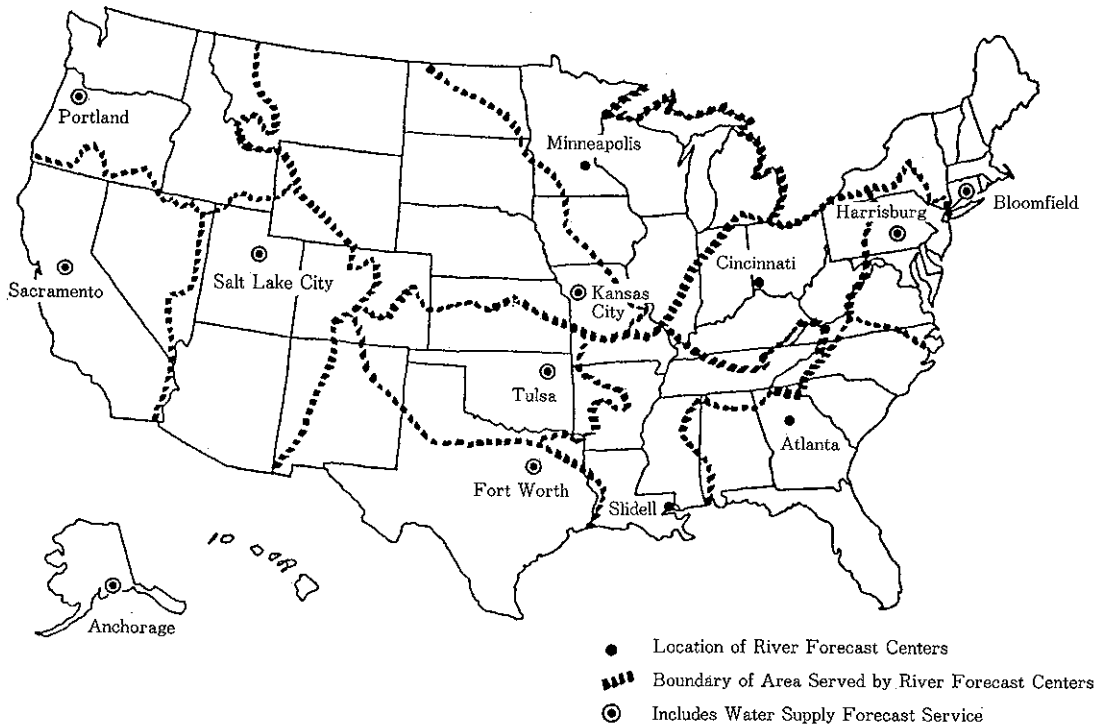 Portland
Minneapolis
Bloomfield
Harrisburg
Cincinnati
Salt Lake City
Sacramento
Kansas
City
Tulsa
Atlanta
Fort Worth
Slidell
Anchorage
Location of River Forecast Centers
Boundary of Area Served by River Forecast Centers
Includes Water Supply Forecast Service